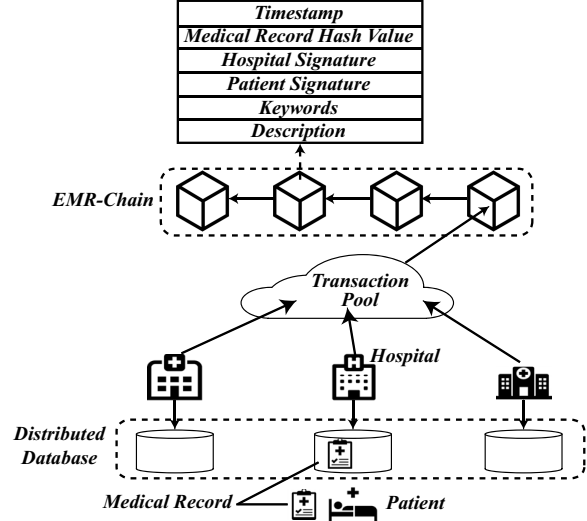 Timestamp
Medical Record Hash Value
Hospital Signature
Patient Signature
Keywords
Description
EMR-Chain
Transaction
Pool
Hospital
H
Distributed
Database
Medical Record
Patient